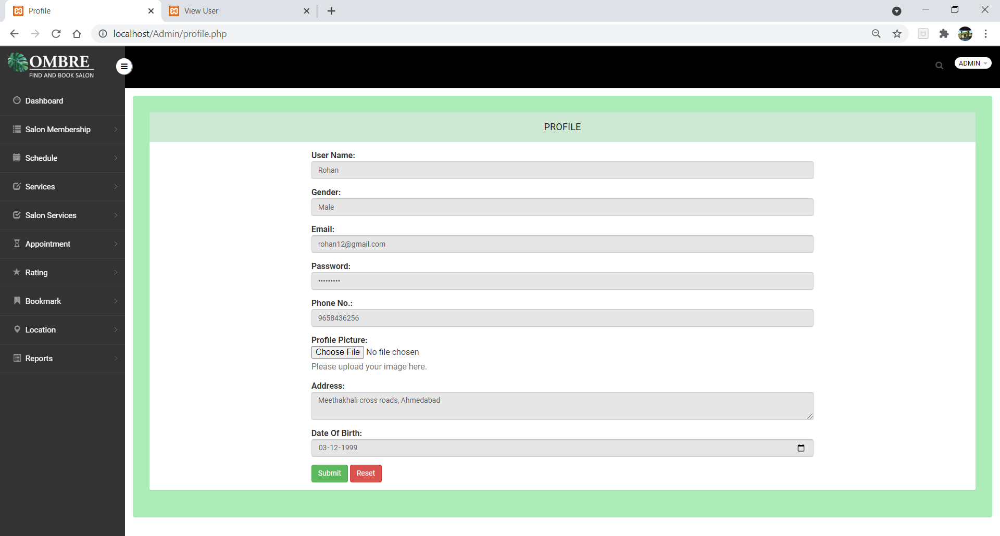 Profile
View User
localhost/Admin/profile.php
OMBRE
FIND AND BOOK SALON
ADMIN
Dashboard
Salon Membership
Schedule
Services
Salon Services
Appointment
Rating
Bookmark
Location
Reports
PROFILE
User Name:
Rohan
Gender:
Male
Email:
rohan12@gmail.com
Password:
•••••••••
Phone No.:
9658436256
Profile Picture:
Choose File No file chosen
Please upload your image here.
Address:
Meethakhali cross roads, Ahmedabad
Date Of Birth:
03-12-1999
Submit Reset